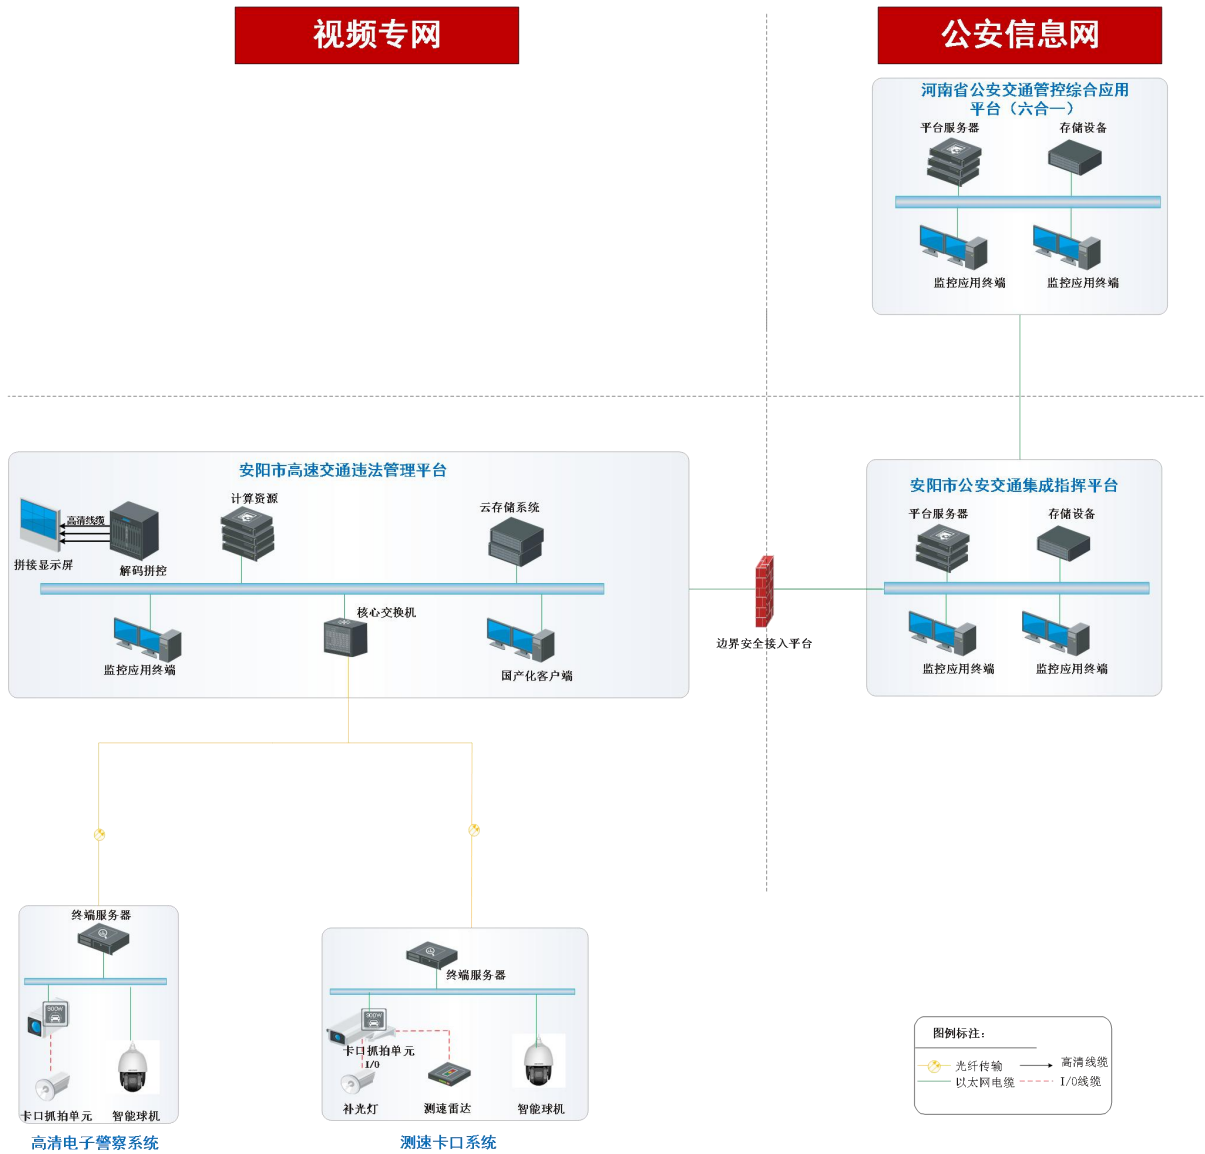 视频专网
公安信息网
河南省公安交通管控综合应用
平台（六合一）
平台服务器
存储设备
监控应用终端
监控应用终端
安阳市高速交通违法管理平台
计算资源
云存储系统
高清线缆
拼接显示屏
解码拼控
核心交换机
监控应用终端
国产化客户端
边界安全接入平台
安阳市公安交通集成指挥平台
平台服务器
存储设备
监控应用终端
监控应用终端
终端服务器
900W
卡口抓拍单元
智能球机
高清电子警察系统
终端服务器
900W
卡口抓拍单元
I/O
补光灯
测速雷达
智能球机
测速卡口系统
图例标注：
光纤传输
高清线缆
以太网电缆
I/O线缆